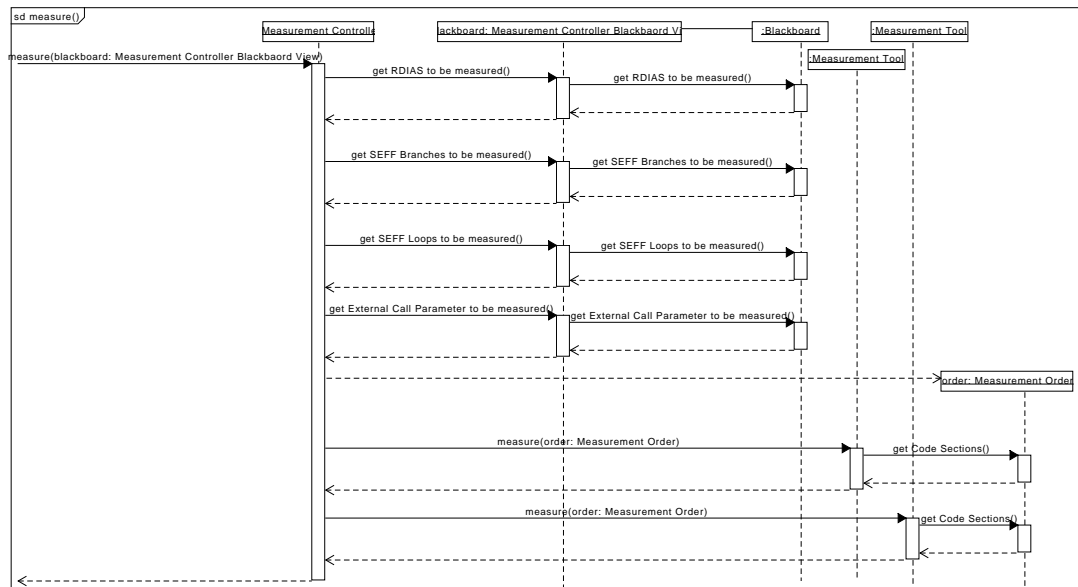 sd measure()
Measurement Controlle
lackboard: Measurement Controller Blackbaord Vi
:Blackboard
:Measurement Tool
:Measurement Tool
measure(blackboard: Measurement Controller Blackbaord View)
get RDIAS to be measured()
get RDIAS to be measured()
get SEFF Branches to be measured()
get SEFF Branches to be measured()
get SEFF Loops to be measured()
get SEFF Loops to be measured()
get External Call Parameter to be measured()
get External Call Parameter to be measured()
order: Measurement Order
measure(order: Measurement Order)
get Code Sections()
measure(order: Measurement Order)
get Code Sections()